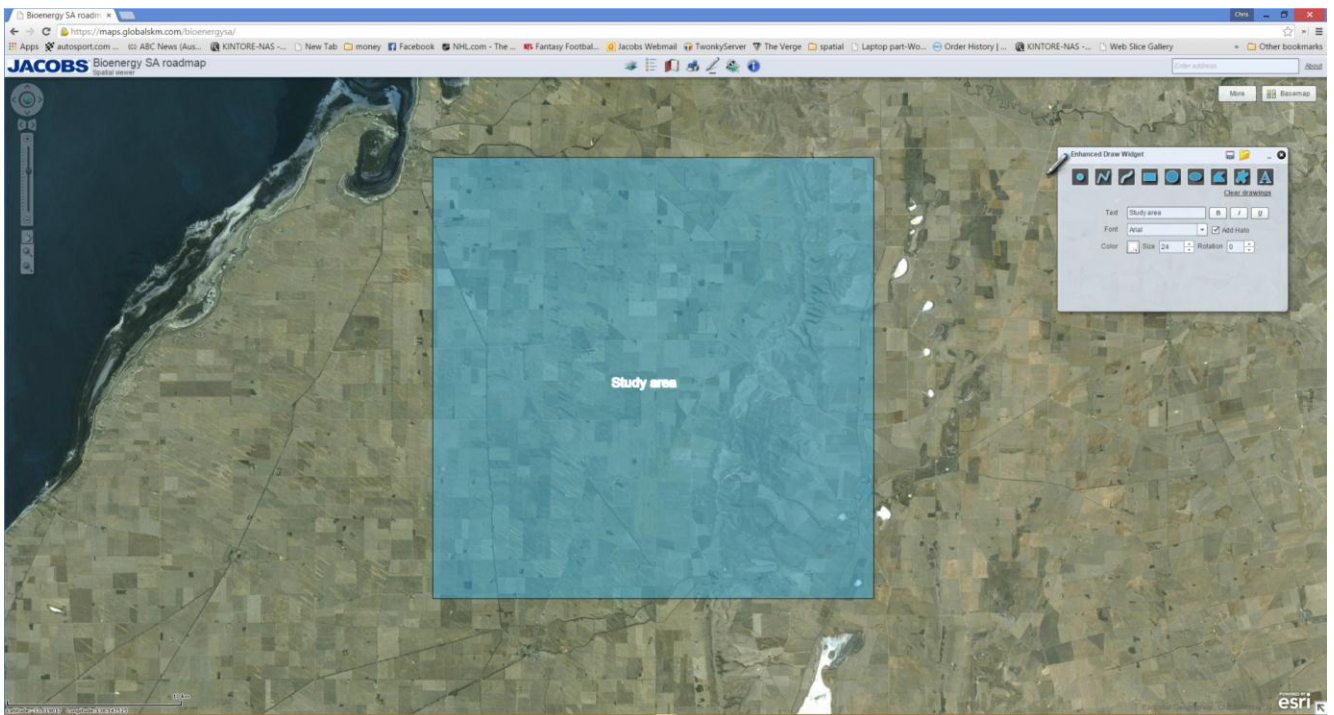 Bioenergy SA roadm
Chris
https://maps.globalskm.com/bioenergysa/
Apps autosport.com ... ABC News (Aus... KINTORE-NAS -... New Tab money Facebook NHL.com - The ... Fantasy Footbal... Jacobs Webmail TwonkyServer The Verge spatial Laptop part-Wo... Order History | ... KINTORE-NAS -... Web Slice Gallery » Other bookmarks
JACOBS Bioenergy SA roadmap
Spatial viewer
Enter address About
More Basemap
Enhanced Draw Widget
Clear drawings
Text Study area B I U
Font Arial Add Halo
Color Size 24 Rotation 0
Study area
POWERED BY
esri